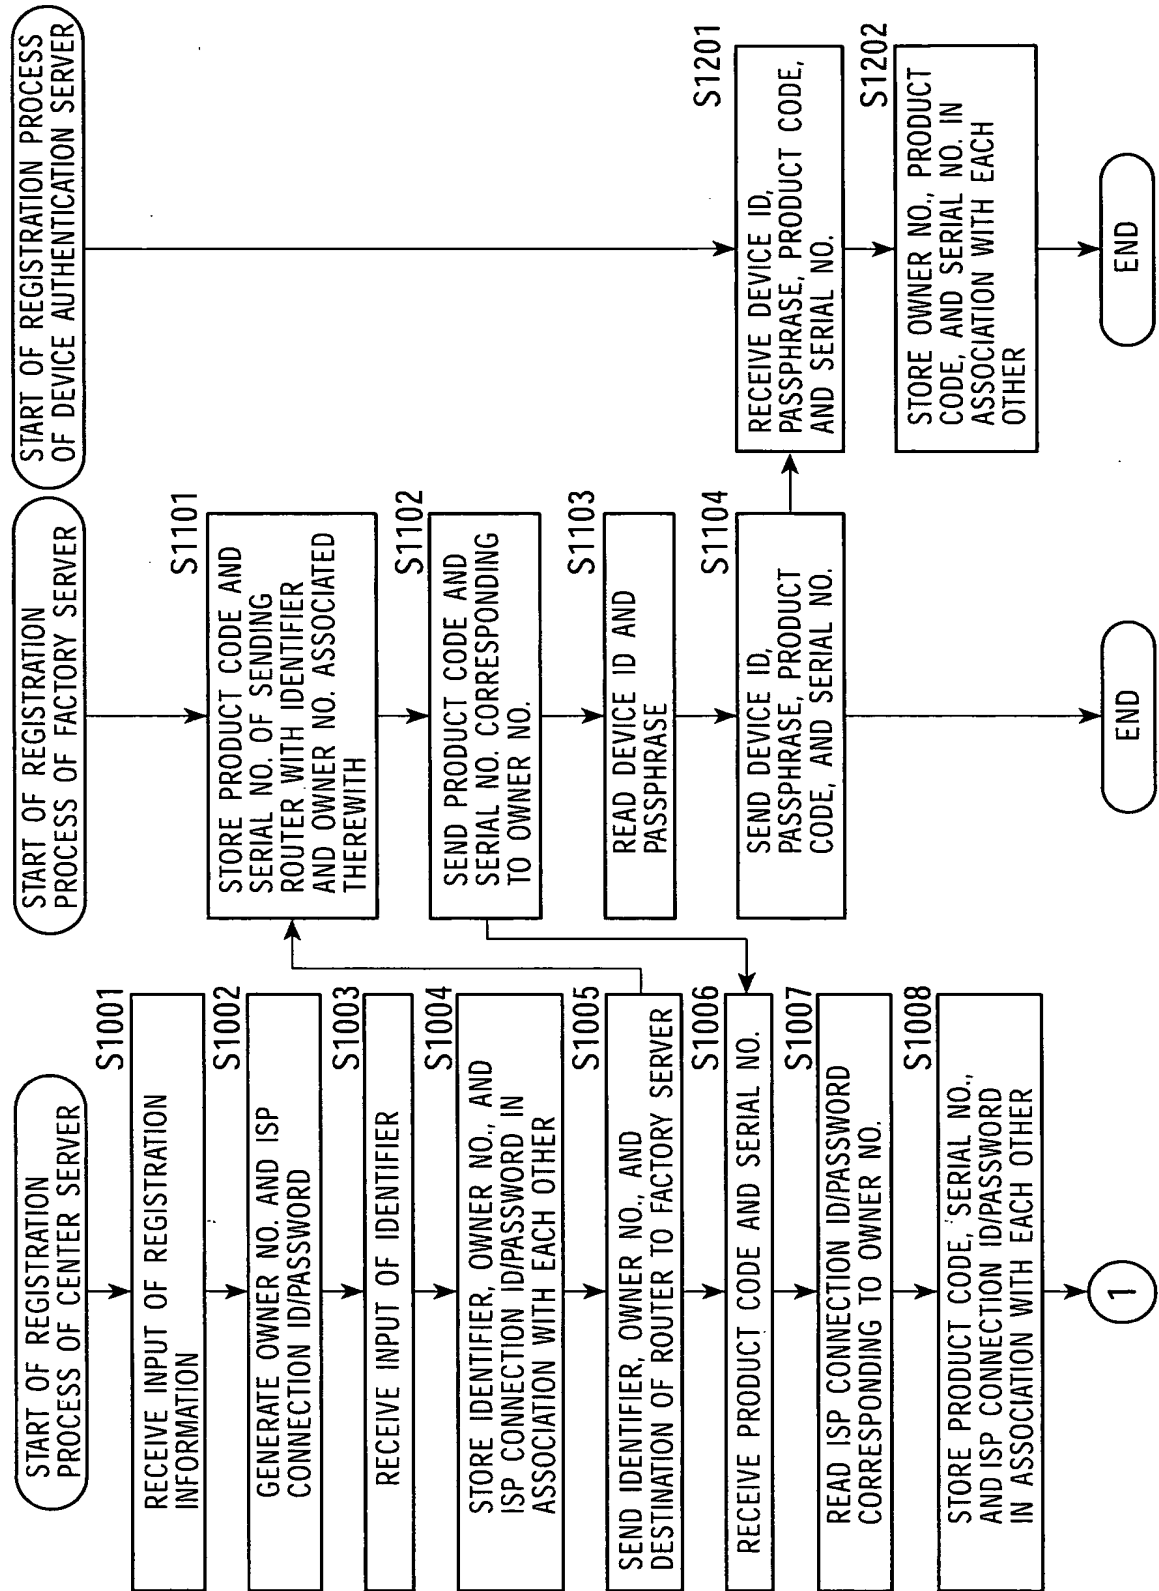 START OF REGISTRATION
PROCESS OF CENTER SERVER
S1001
RECEIVE INPUT OF REGISTRATION
INFORMATION
S1002
GENERATE OWNER NO. AND ISP
CONNECTION ID/PASSWORD
S1003
RECEIVE INPUT OF IDENTIFIER
S1004
STORE IDENTIFIER, OWNER NO., AND
ISP CONNECTION ID/PASSWORD IN
ASSOCIATION WITH EACH OTHER
S1005
SEND IDENTIFIER, OWNER NO., AND
DESTINATION OF ROUTER TO FACTORY SERVER
S1006
RECEIVE PRODUCT CODE AND SERIAL NO.
S1007
READ ISP CONNECTION ID/PASSWORD
CORRESPONDING TO OWNER NO.
S1008
STORE PRODUCT CODE, SERIAL NO.,
AND ISP CONNECTION ID/PASSWORD
IN ASSOCIATION WITH EACH OTHER
1
START OF REGISTRATION
PROCESS OF FACTORY SERVER
S1101
STORE PRODUCT CODE AND
SERIAL NO. OF SENDING
ROUTER WITH IDENTIFIER
AND OWNER NO. ASSOCIATED
THEREWITH
S1102
SEND PRODUCT CODE AND
SERIAL NO. CORRESPONDING
TO OWNER NO.
S1103
READ DEVICE ID AND
PASSPHRASE
S1104
SEND DEVICE ID,
PASSPHRASE, PRODUCT
CODE, AND SERIAL NO.
END
START OF REGISTRATION PROCESS
OF DEVICE AUTHENTICATION SERVER
S1201
RECEIVE DEVICE ID,
PASSPHRASE, PRODUCT CODE,
AND SERIAL NO.
S1202
STORE OWNER NO., PRODUCT
CODE, AND SERIAL NO. IN
ASSOCIATION WITH EACH
OTHER
END